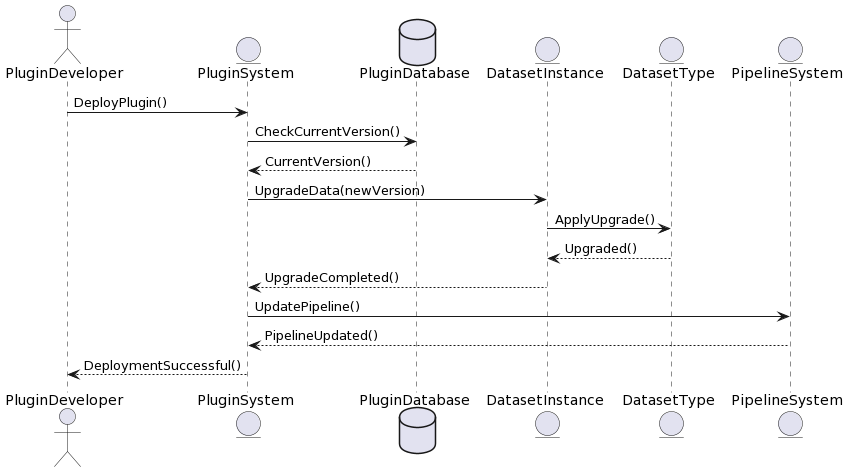 PluginDeveloper PluginSystem PluginDatabase DatasetInstance DatasetType PipelineSystem
DeployPlugin()
CheckCurrentVersion()
CurrentVersion()
UpgradeData(newVersion)
ApplyUpgrade()
Upgraded()
UpgradeCompleted()
UpdatePipeline()
PipelineUpdated()
DeploymentSuccessful()
PluginDeveloper PluginSystem PluginDatabase DatasetInstance DatasetType PipelineSystem